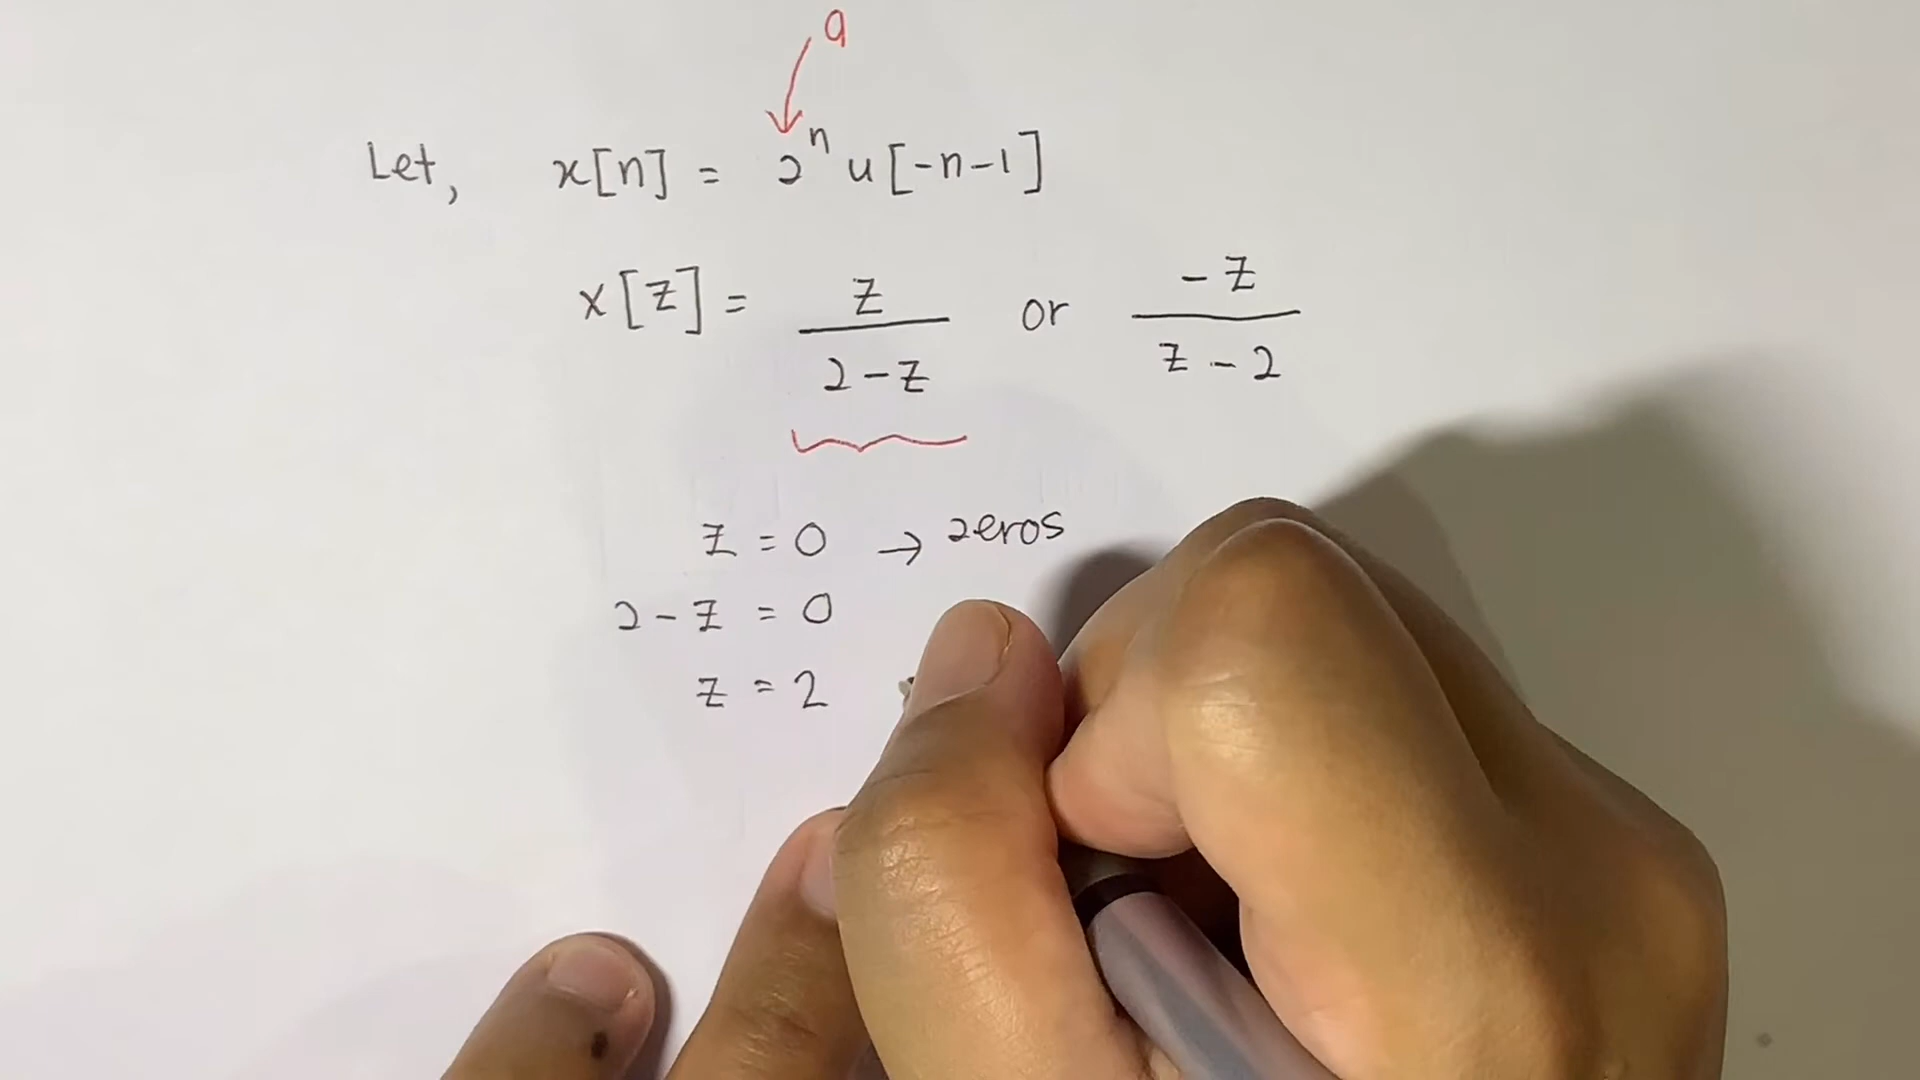 a
Let, x[n] = 2ⁿ u[-n-1]
X[Z] = Z / 2-Z or -Z / Z-2
Z = 0 → zeros
2-Z = 0
Z = 2